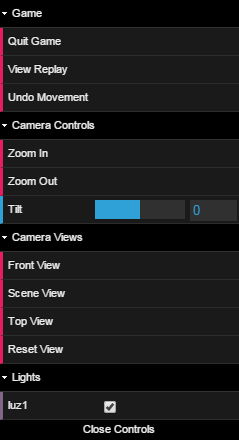 Game
Quit Game
View Replay
Undo Movement
Camera Controls
Zoom In
Zoom Out
Tilt 0
Camera Views
Front View
Scene View
Top View
Reset View
Lights
luz1
Close Controls